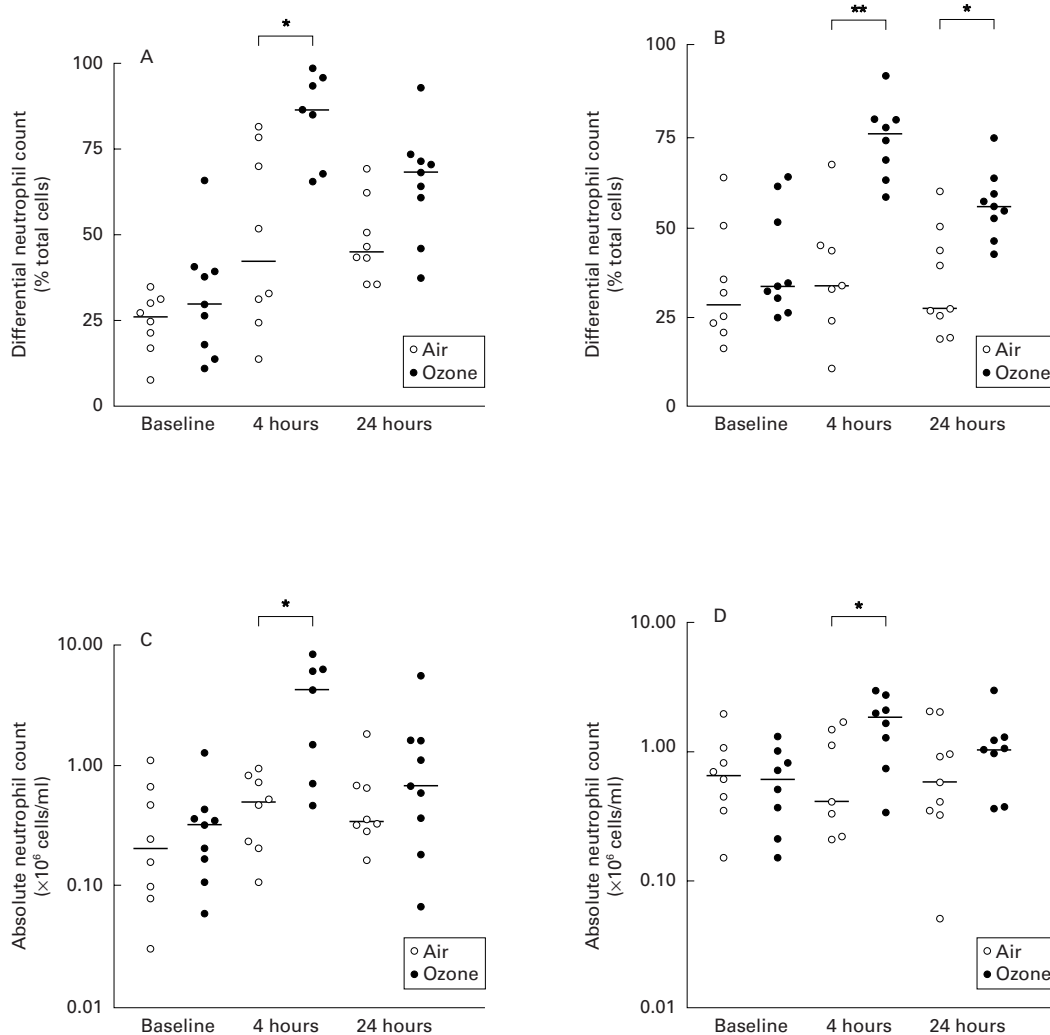 *
A
100
75
50
25
0
Differential neutrophil count
(% total cells)
Air
Ozone
Baseline 4 hours 24 hours
** *
B
100
75
50
25
0
Differential neutrophil count
(% total cells)
Air
Ozone
Baseline 4 hours 24 hours
*
C
10.00
1.00
0.10
0.01
Absolute neutrophil count
(×10⁶ cells/ml)
Air
Ozone
Baseline 4 hours 24 hours
*
D
10.00
1.00
0.10
0.01
Absolute neutrophil count
(×10⁶ cells/ml)
Air
Ozone
Baseline 4 hours 24 hours